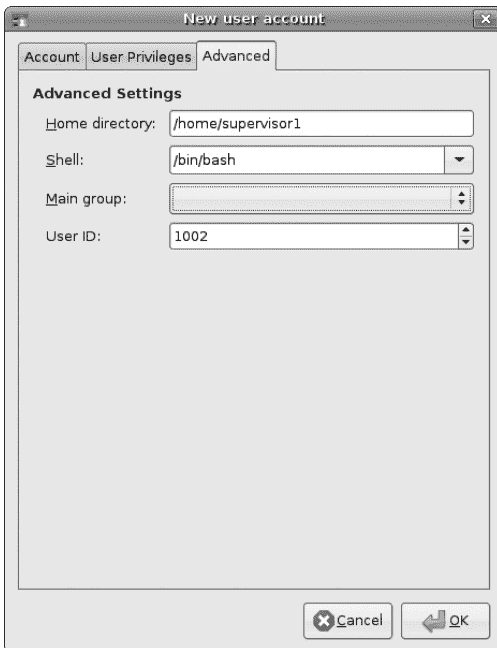 New user account
Account User Privileges Advanced
Advanced Settings
Home directory: /home/supervisor1
Shell: /bin/bash
Main group:
User ID: 1002
Cancel OK